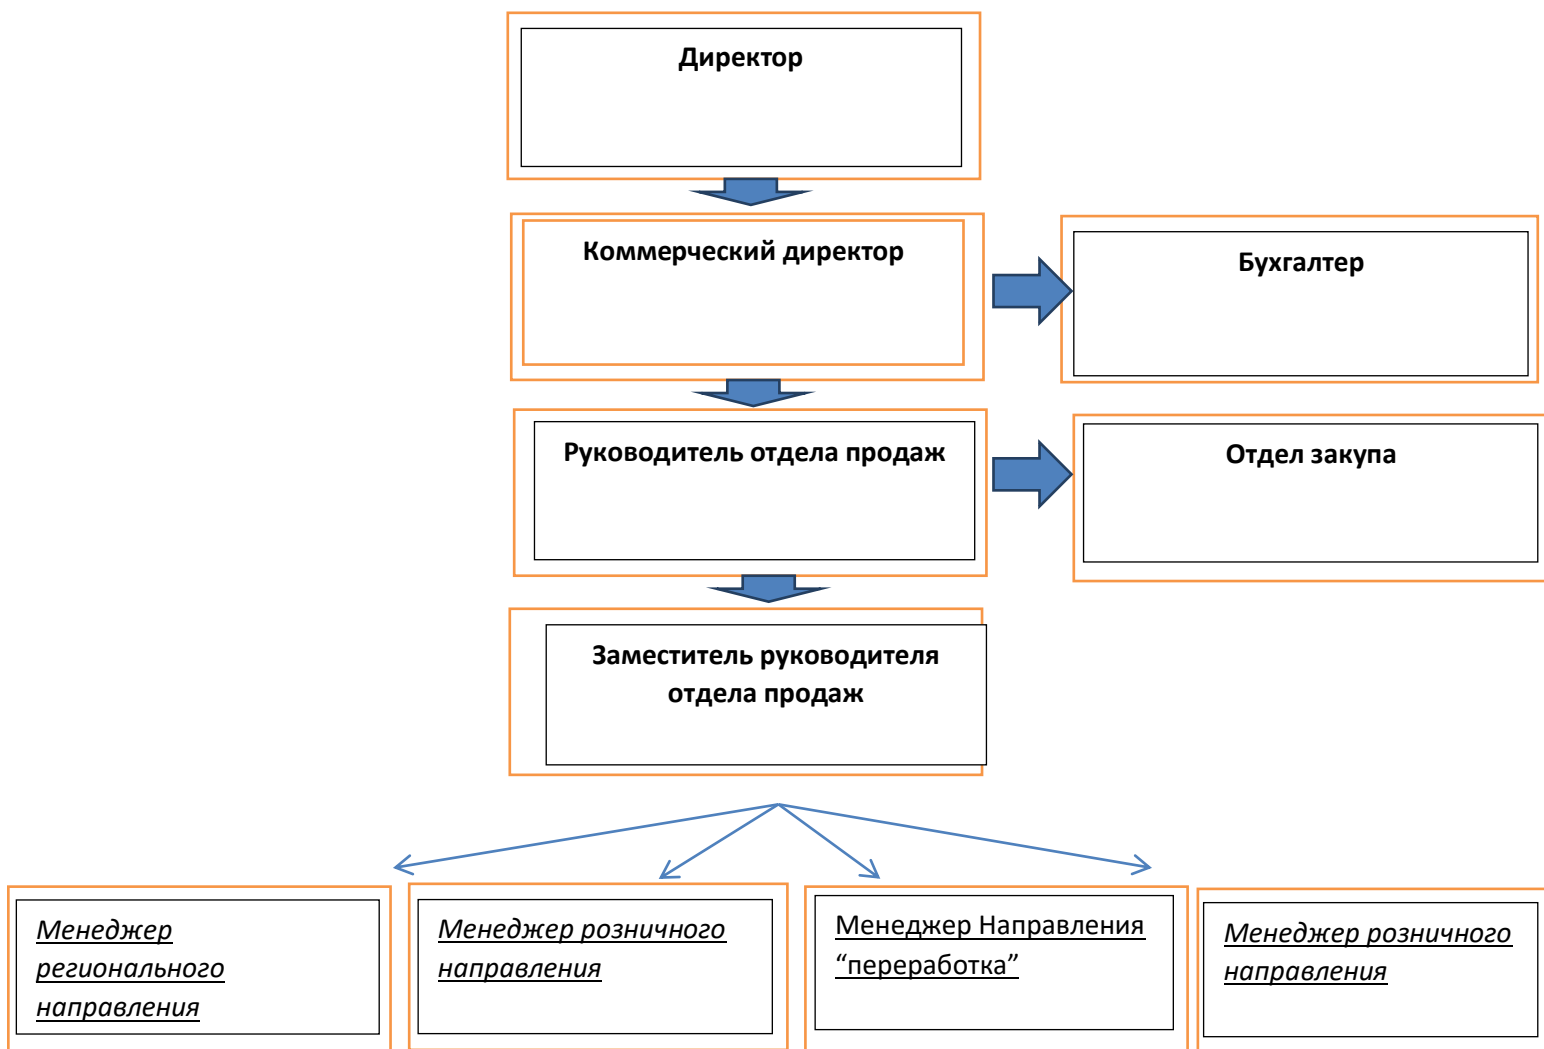 Директор
Коммерческий директор
Бухгалтер
Руководитель отдела продаж
Отдел закупа
Заместитель руководителя
отдела продаж
Менеджер
регионального
направления
Менеджер розничного
направления
Менеджер Направления
“переработка”
Менеджер розничного
направления